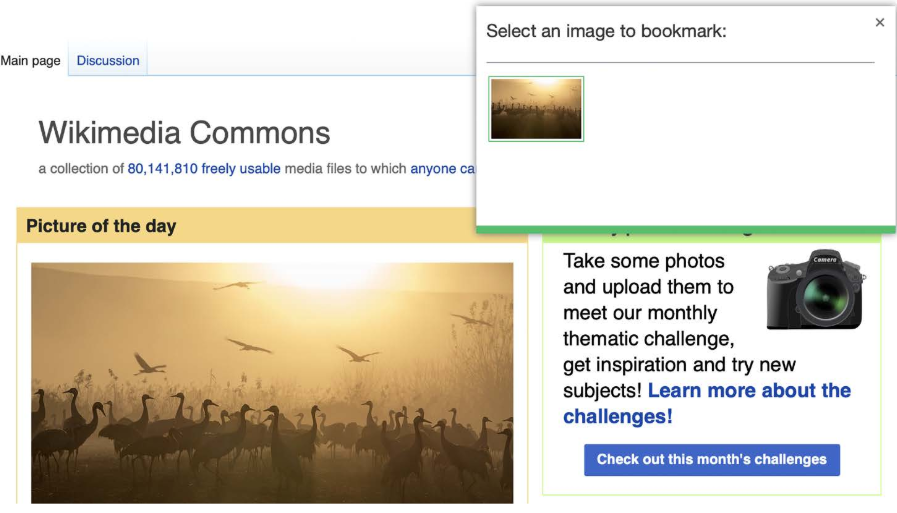 Select an image to bookmark:
×
Main page
Discussion
Wikimedia Commons
a collection of 80,141,810 freely usable media files to which anyone ca
Picture of the day
Take some photos
and upload them to
meet our monthly
thematic challenge,
get inspiration and try new
subjects! Learn more about the
challenges!
Camera
Check out this month's challenges